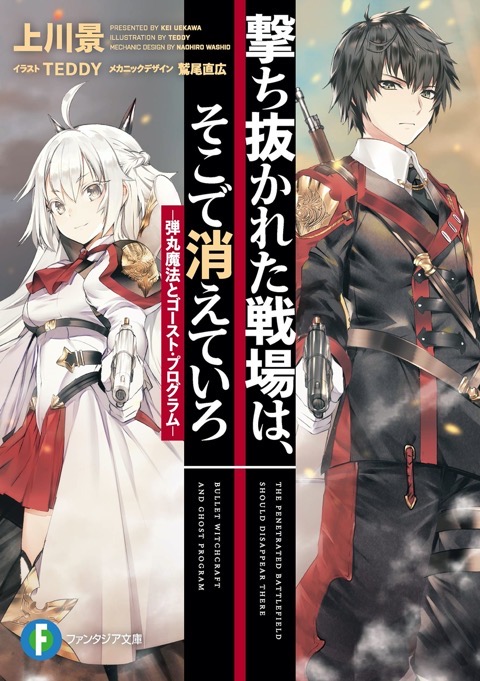 上川景
PRESENTED BY KEI UEKAWA
ILLUSTRATION BY TEDDY
MECHANIC DESIGN BY NAOHIRO WASHIO
イラスト TEDDY メカニックデザイン 鷲尾直広
撃ち抜かれた戦場は、
そこで消えていろ
—弾丸魔法とゴースト・プログラム—
THE PENETRATED BATTLEFIELD
SHOULD DISAPPEAR THERE
BULLET WITCHCRAFT
AND GHOST PROGRAM
F
ファンタジア文庫